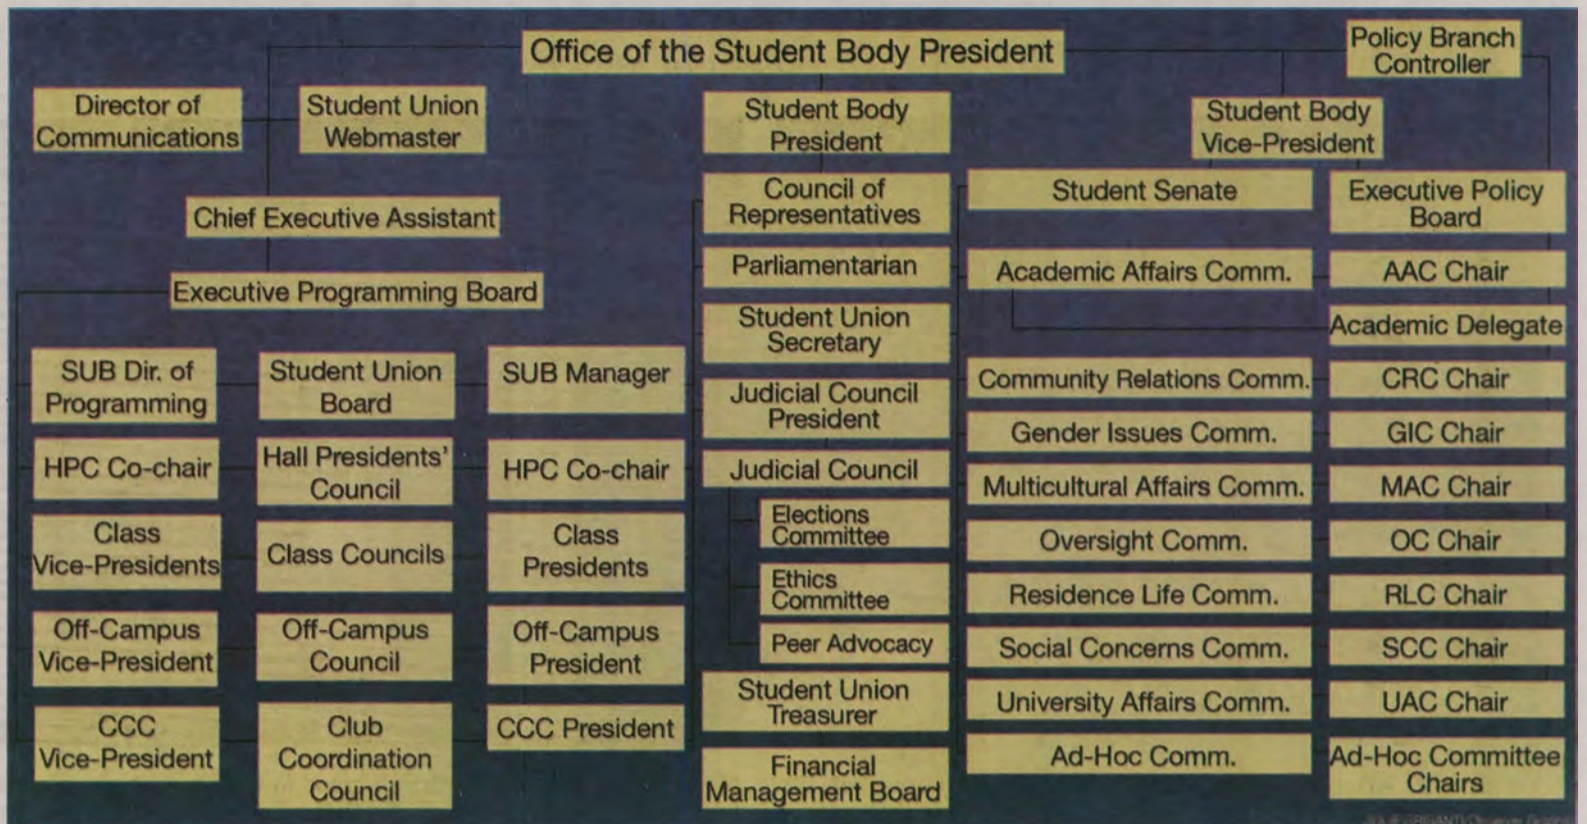 Office of the Student Body President
Policy Branch
Controller
Director of
Communications
Student Union
Webmaster
Student Body
President
Student Body
Vice-President
Chief Executive Assistant
Executive Programming Board
Council of
Representatives
Student Senate
Executive Policy
Board
Parliamentarian
Academic Affairs Comm.
AAC Chair
Student Union
Secretary
Academic Delegate
SUB Dir. of
Programming
Student Union
Board
SUB Manager
Judicial Council
President
Community Relations Comm.
CRC Chair
HPC Co-chair
Hall Presidents'
Council
HPC Co-chair
Judicial Council
Gender Issues Comm.
GIC Chair
Multicultural Affairs Comm.
MAC Chair
Class
Vice-Presidents
Class Councils
Class
Presidents
Elections
Committee
Oversight Comm.
OC Chair
Ethics
Committee
Residence Life Comm.
RLC Chair
Off-Campus
Vice-President
Off-Campus
Council
Off-Campus
President
Peer Advocacy
Social Concerns Comm.
SCC Chair
Student Union
Treasurer
University Affairs Comm.
UAC Chair
CCC
Vice-President
Club
Coordination
Council
CCC President
Financial
Management Board
Ad-Hoc Comm.
Ad-Hoc Committee
Chairs